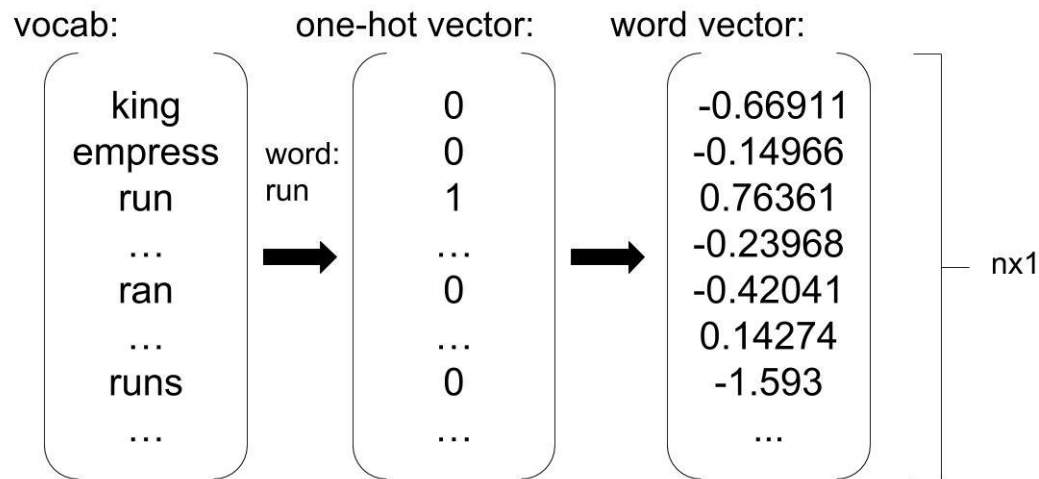 vocab:
one-hot vector:
word vector:
king
empress
run
...
ran
...
runs
...
word:
run
0
0
1
...
0
...
0
...
-0.66911
-0.14966
0.76361
-0.23968
-0.42041
0.14274
-1.593
...
nx1